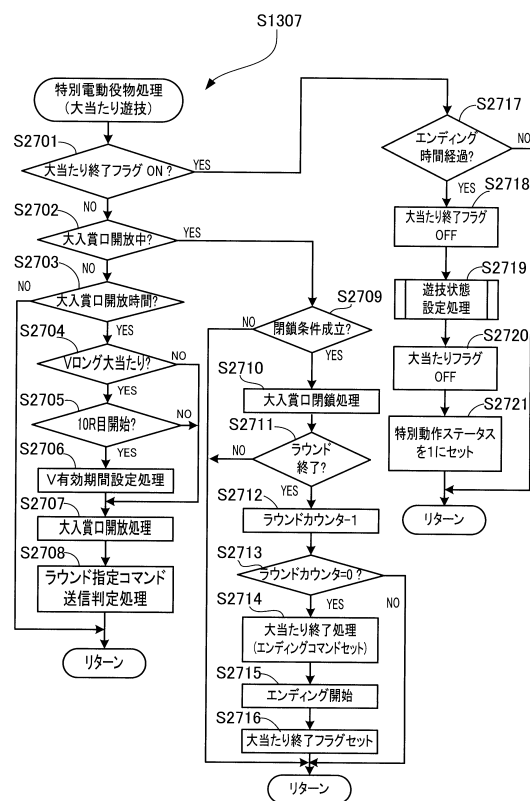 S1307
特別電動役物処理
(大当たり遊技)
S2701
大当たり終了フラグ ON ?
YES
NO
S2702
大入賞口開放中?
YES
NO
S2703
NO
大入賞口開放時間?
YES
S2704
Vロング大当たり?
NO
YES
S2705
10R目開始?
NO
YES
S2706
V有効期間設定処理
S2707
大入賞口開放処理
S2708
ラウンド指定コマンド
送信判定処理
リターン
S2709
NO
閉鎖条件成立?
YES
S2710
大入賞口閉鎖処理
S2711
NO
ラウンド
終了?
YES
S2712
ラウンドカウンタ-1
S2713
ラウンドカウンタ=0 ?
YES
NO
S2714
大当たり終了処理
(エンディングコマンドセット)
S2715
エンディング開始
S2716
大当たり終了フラグセット
リターン
S2717
エンディング
時間経過?
NO
YES
S2718
大当たり終了フラグ
OFF
S2719
遊技状態
設定処理
S2720
大当たりフラグ
OFF
S2721
特別動作ステータス
を1にセット
リターン